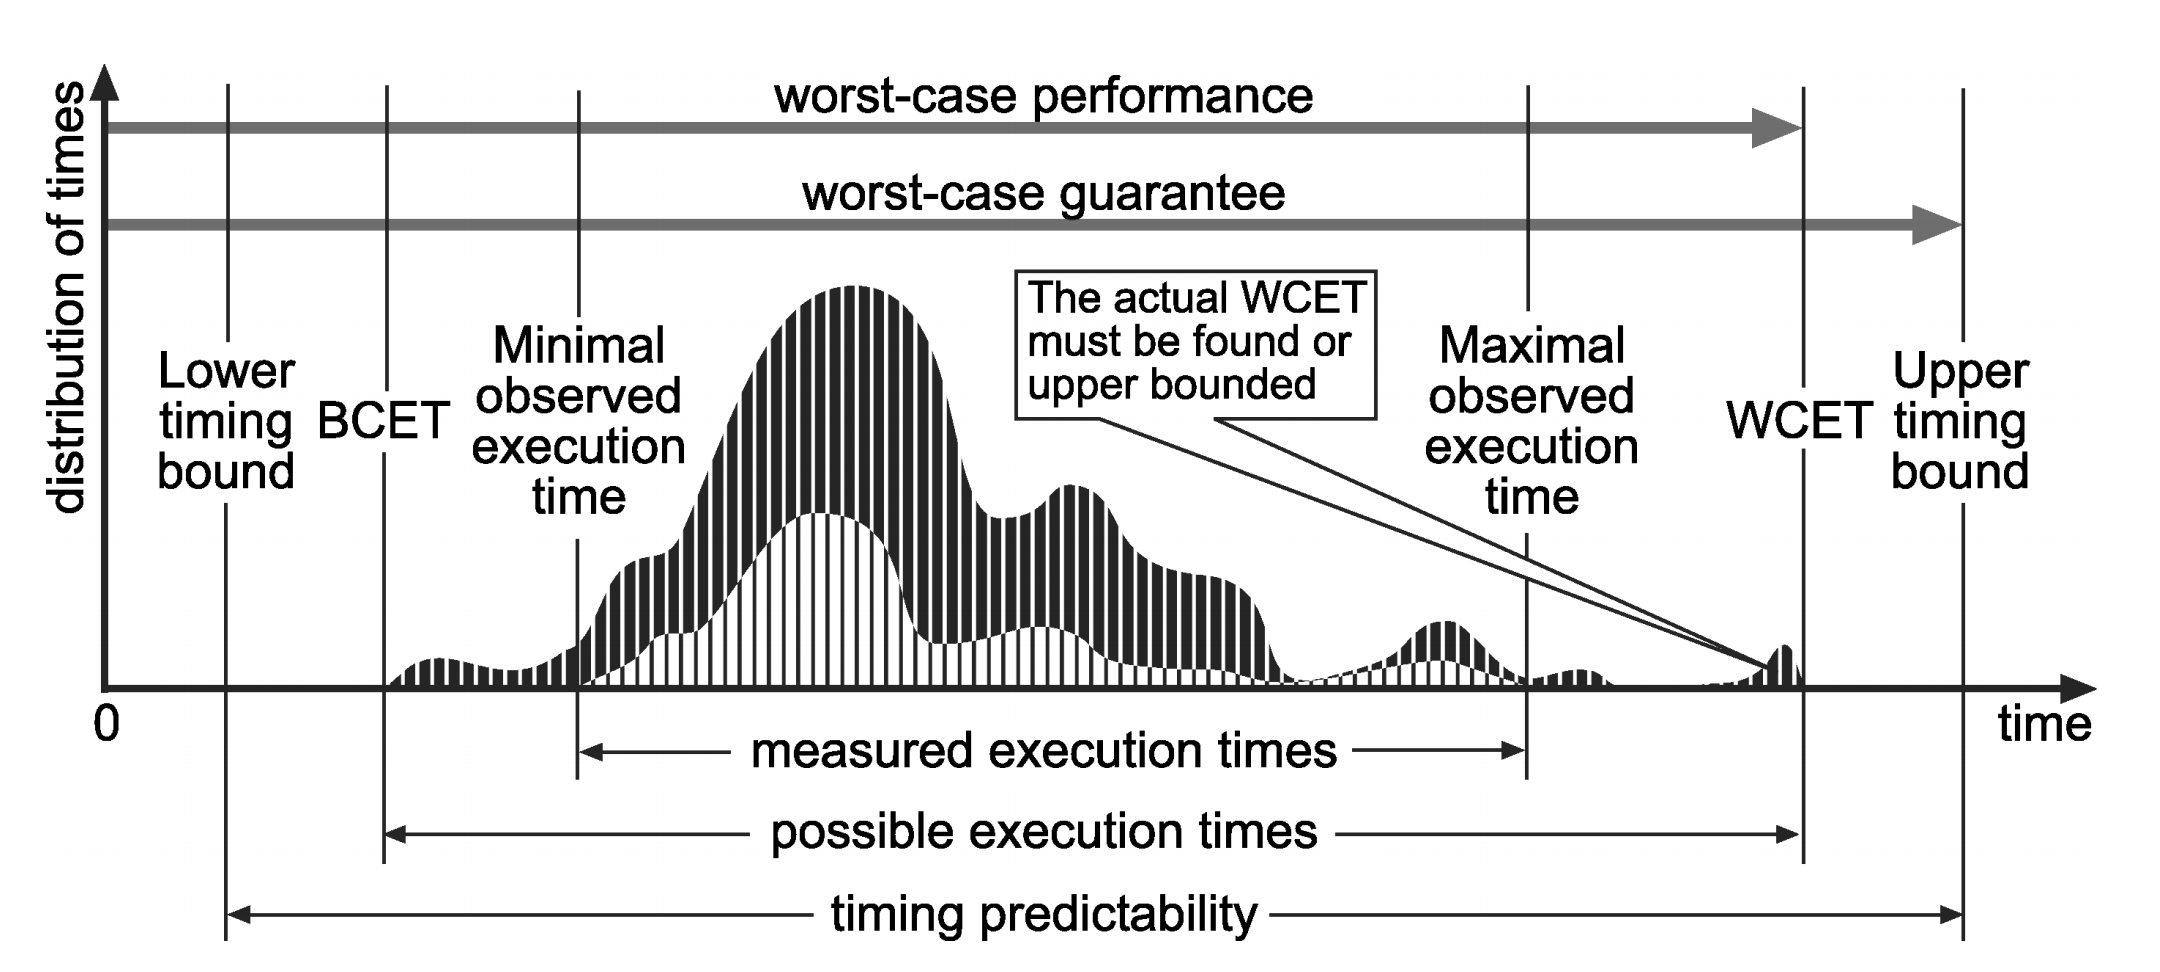 distribution of times
worst-case performance
worst-case guarantee
Lower
timing
bound
BCET
Minimal
observed
execution
time
The actual WCET
must be found or
upper bounded
Maximal
observed
execution
time
WCET
Upper
timing
bound
0
time
measured execution times
possible execution times
timing predictability